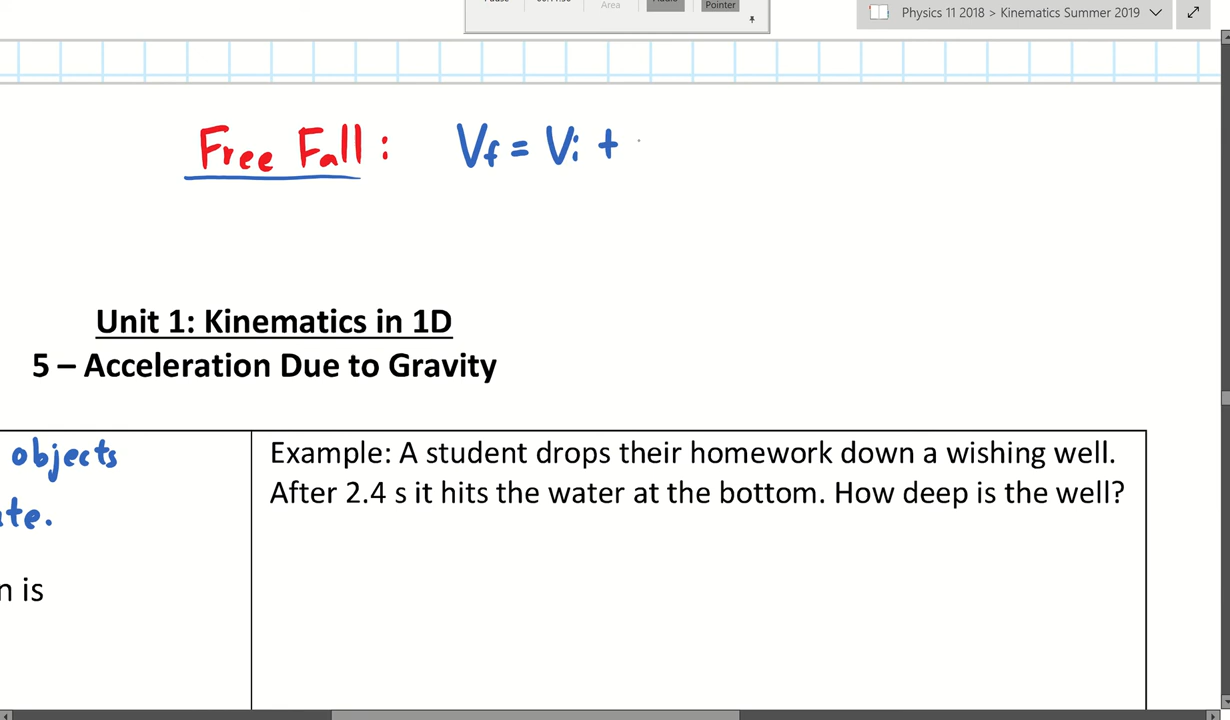 Area
Pointer
Physics 11 2018 > Kinematics Summer 2019
Free Fall: Vf = Vi +
Unit 1: Kinematics in 1D
5 – Acceleration Due to Gravity
objects
Example: A student drops their homework down a wishing well.
After 2.4 s it hits the water at the bottom. How deep is the well?
is